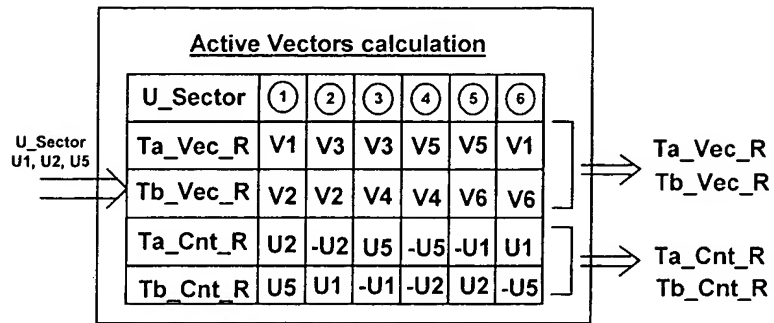 Active Vectors calculation
U_Sector 1 2 3 4 5 6
Ta_Vec_R V1 V3 V3 V5 V5 V1
Tb_Vec_R V2 V2 V4 V4 V6 V6
Ta_Cnt_R U2 -U2 U5 -U5 -U1 U1
Tb_Cnt_R U5 U1 -U1 -U2 U2 -U5
U_Sector
U1, U2, U5
Ta_Vec_R
Tb_Vec_R
Ta_Cnt_R
Tb_Cnt_R